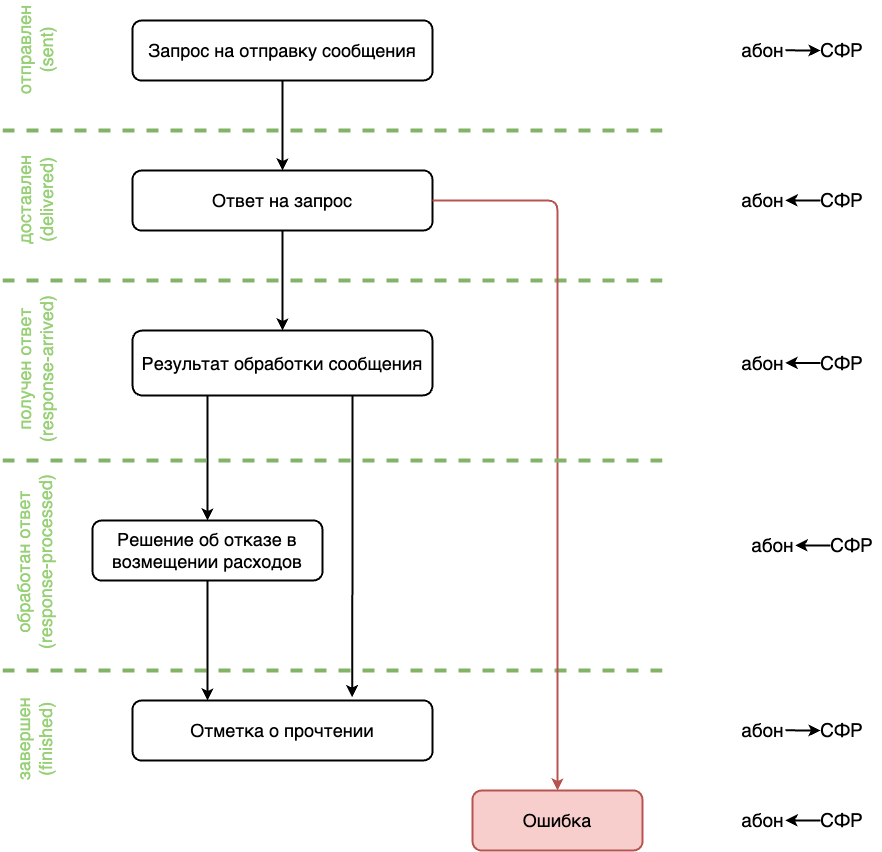 отправлен
(sent)
Запрос на отправку сообщения
абон СФР
доставлен
(delivered)
Ответ на запрос
абон СФР
получен ответ
(response-arrived)
Результат обработки сообщения
абон СФР
обработан ответ
(response-processed)
Решение об отказе в
возмещении расходов
абон СФР
завершен
(finished)
Отметка о прочтении
абон СФР
Ошибка
абон СФР